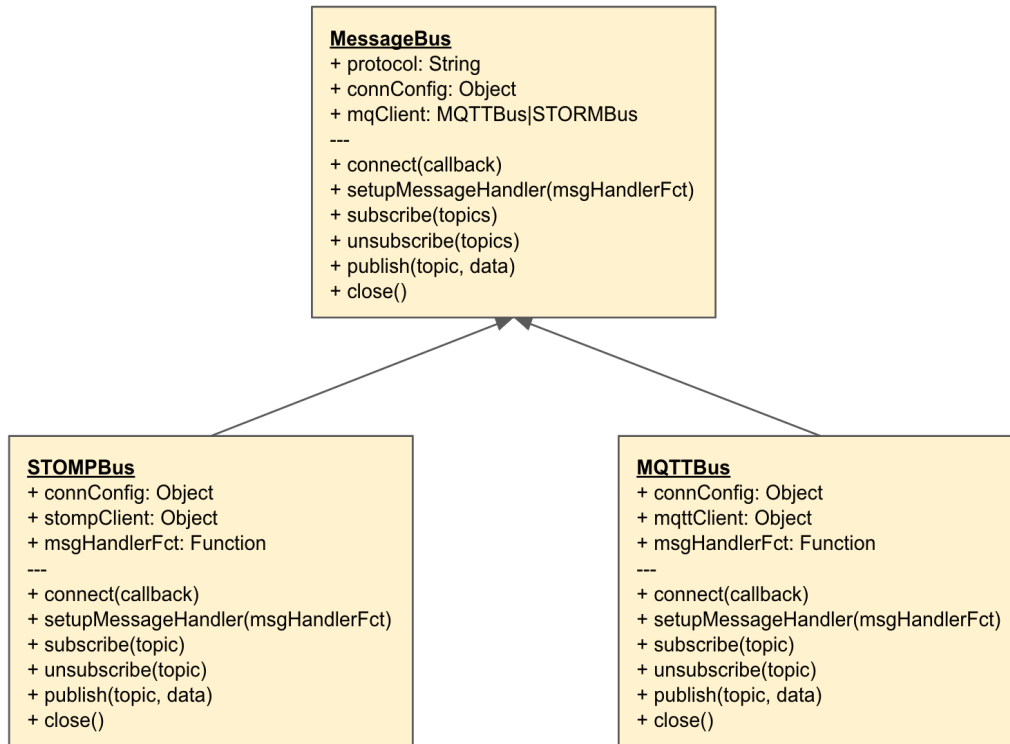 MessageBus
+ protocol: String
+ connConfig: Object
+ mqClient: MQTTBus|STORMBus
---
+ connect(callback)
+ setupMessageHandler(msgHandlerFct)
+ subscribe(topics)
+ unsubscribe(topics)
+ publish(topic, data)
+ close()
STOMPBus
+ connConfig: Object
+ stompClient: Object
+ msgHandlerFct: Function
---
+ connect(callback)
+ setupMessageHandler(msgHandlerFct)
+ subscribe(topic)
+ unsubscribe(topic)
+ publish(topic, data)
+ close()
MQTTBus
+ connConfig: Object
+ mqttClient: Object
+ msgHandlerFct: Function
---
+ connect(callback)
+ setupMessageHandler(msgHandlerFct)
+ subscribe(topic)
+ unsubscribe(topic)
+ publish(topic, data)
+ close()